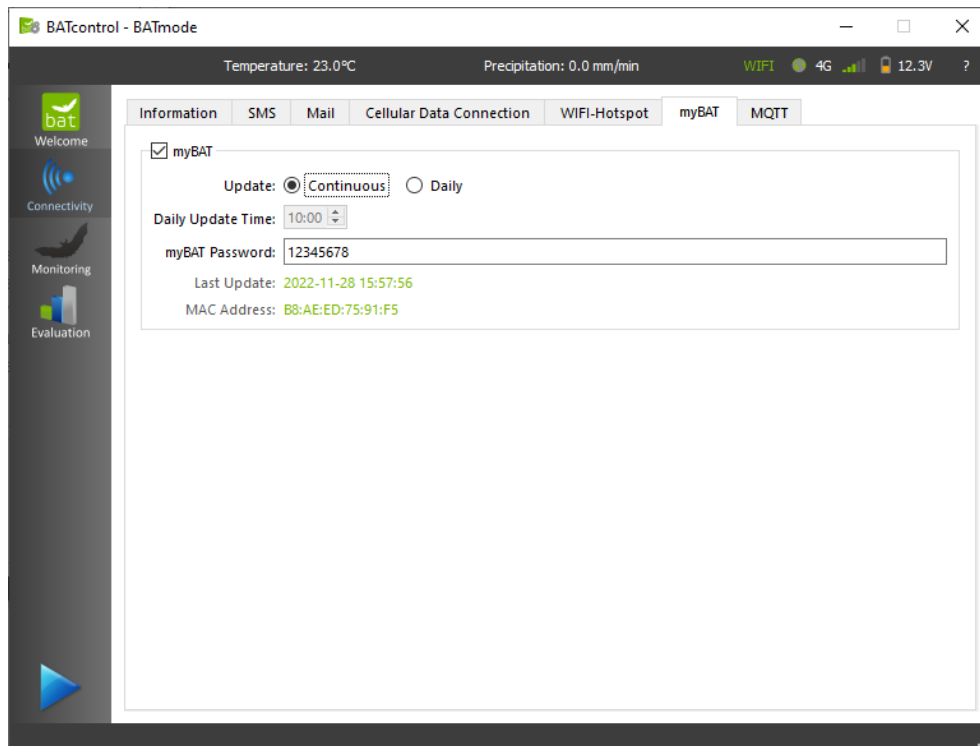 BATcontrol - BATmode
Temperature: 23.0°C Precipitation: 0.0 mm/min WIFI 4G 12.3V ?
bat
Welcome
Connectivity
Monitoring
Evaluation
Information SMS Mail Cellular Data Connection WIFI-Hotspot myBAT MQTT
myBAT
Update: Continuous Daily
Daily Update Time: 10:00
myBAT Password: 12345678
Last Update: 2022-11-28 15:57:56
MAC Address: B8:AE:ED:75:91:F5